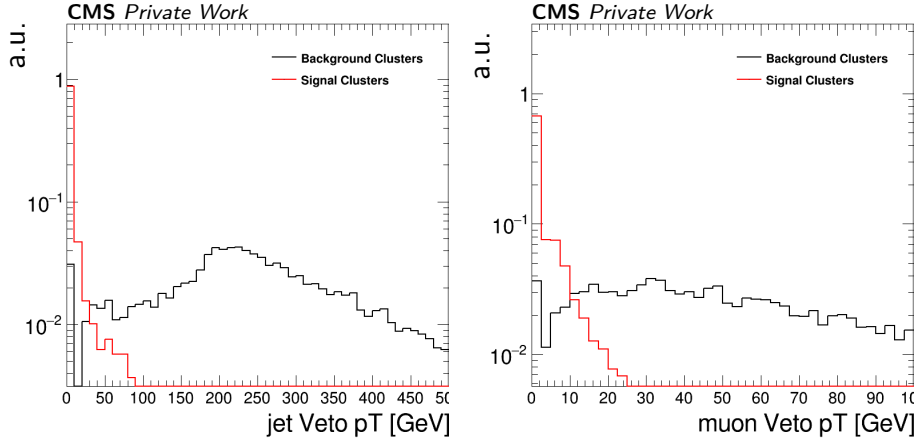 CMS Private Work
a.u.
Background Clusters
Signal Clusters
1
10⁻¹
10⁻²
0 50 100 150 200 250 300 350 400 450 500
jet Veto pT [GeV]
CMS Private Work
a.u.
Background Clusters
Signal Clusters
1
10⁻¹
10⁻²
0 10 20 30 40 50 60 70 80 90 100
muon Veto pT [GeV]